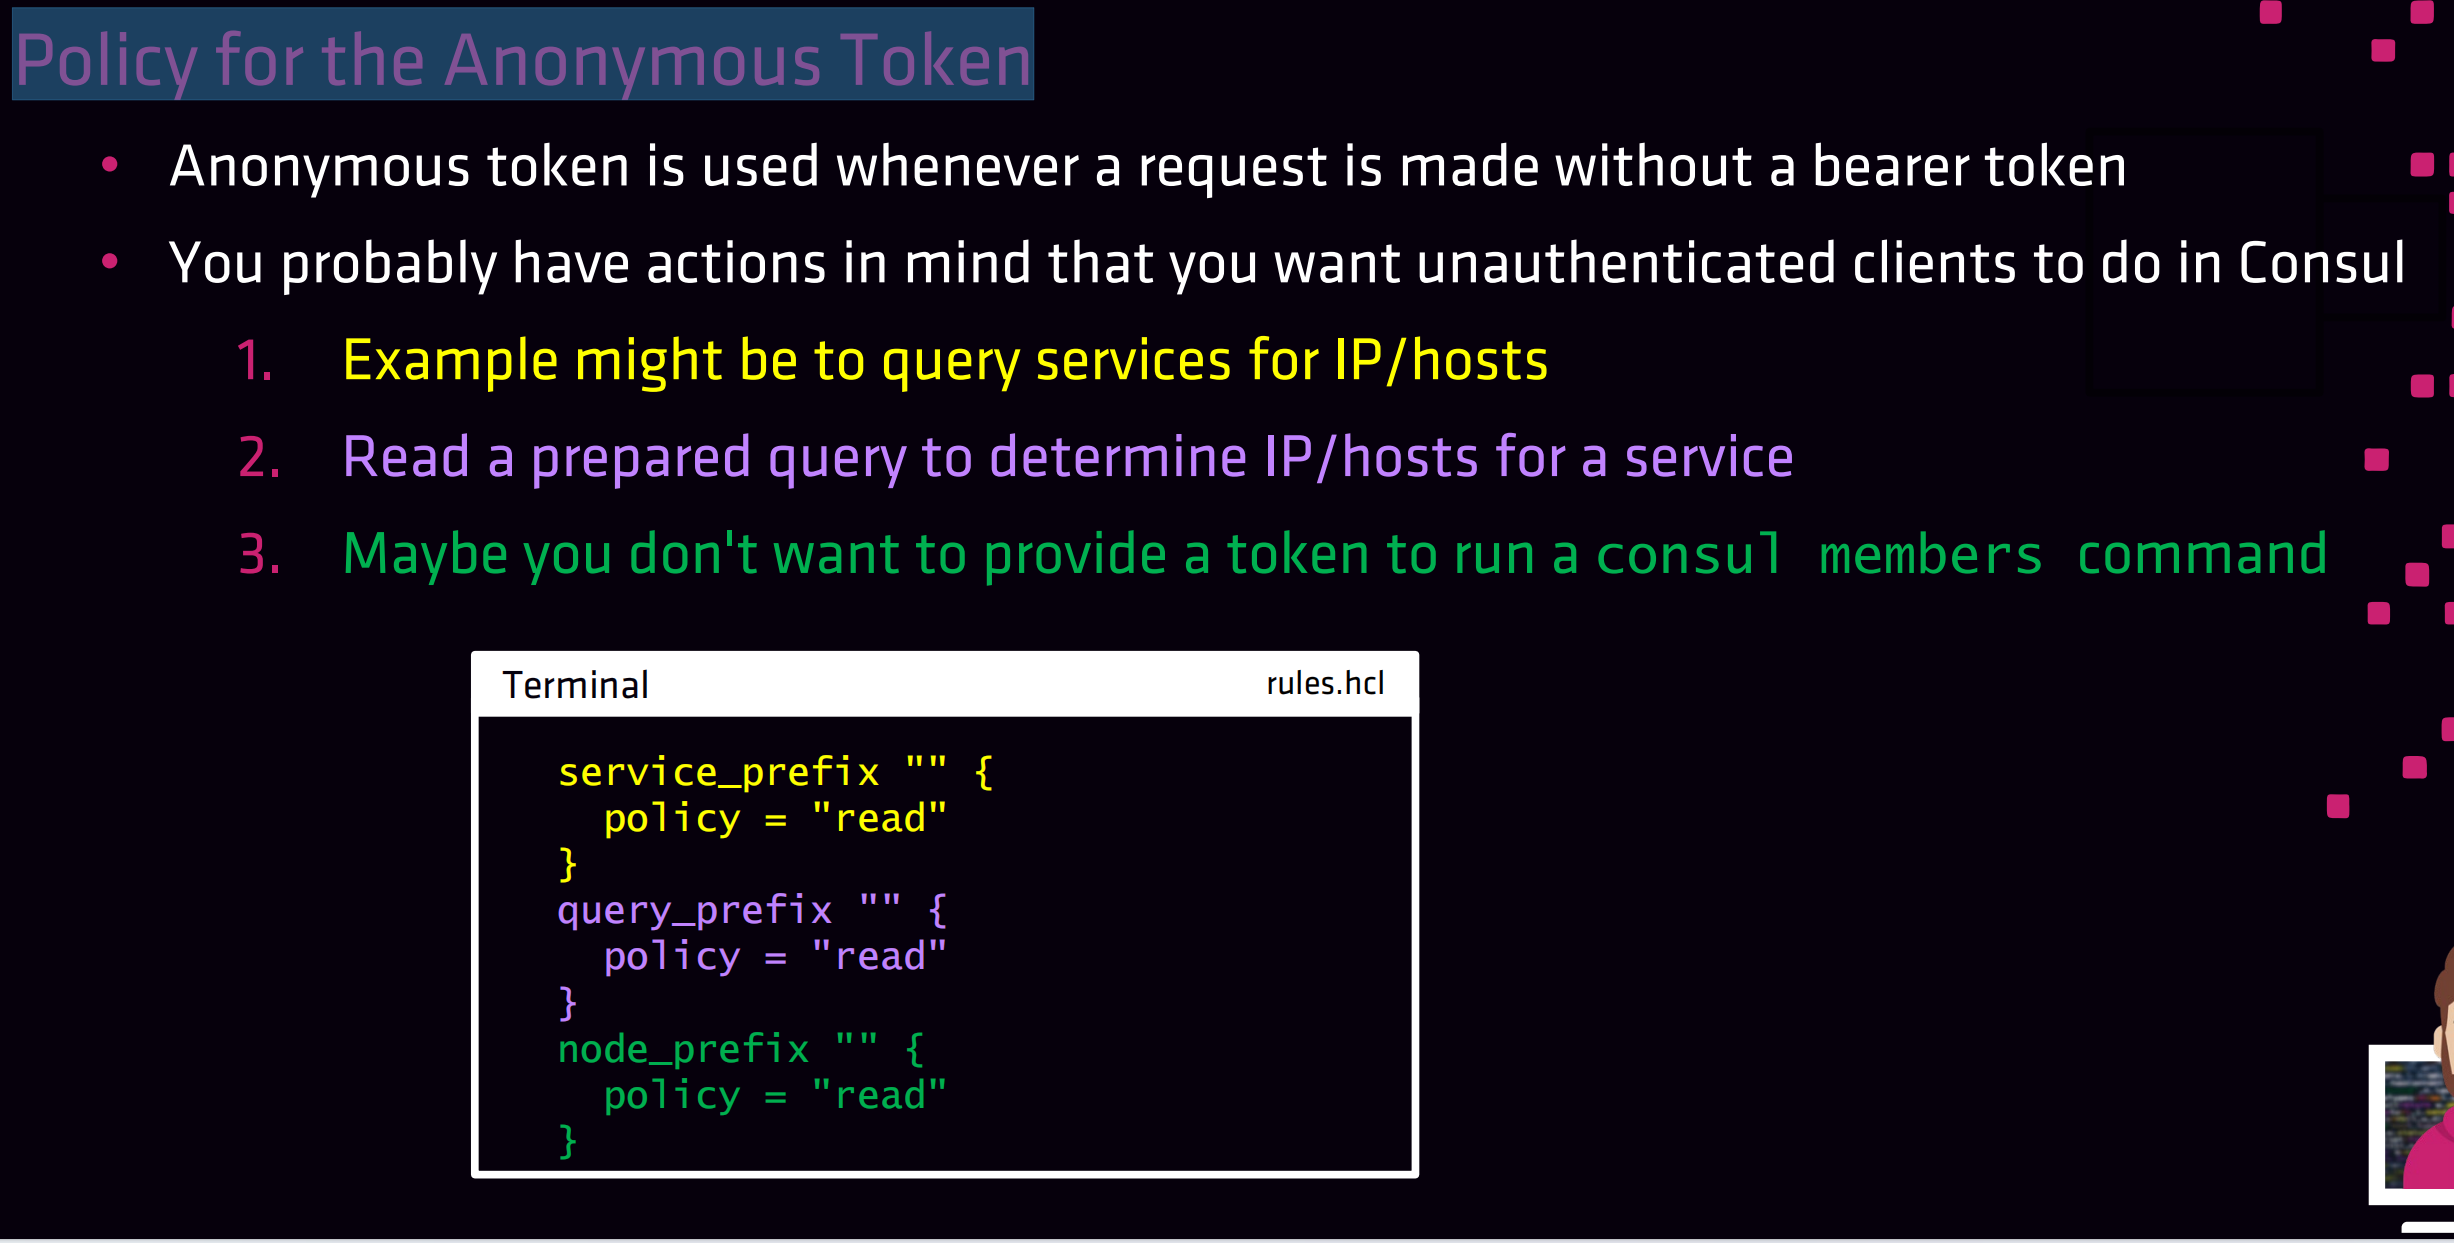 Policy for the Anonymous Token
• Anonymous token is used whenever a request is made without a bearer token
• You probably have actions in mind that you want unauthenticated clients to do in Consul
1. Example might be to query services for IP/hosts
2. Read a prepared query to determine IP/hosts for a service
3. Maybe you don't want to provide a token to run a consul members command
Terminal rules.hcl
service_prefix "" {
  policy = "read"
}
query_prefix "" {
  policy = "read"
}
node_prefix "" {
  policy = "read"
}